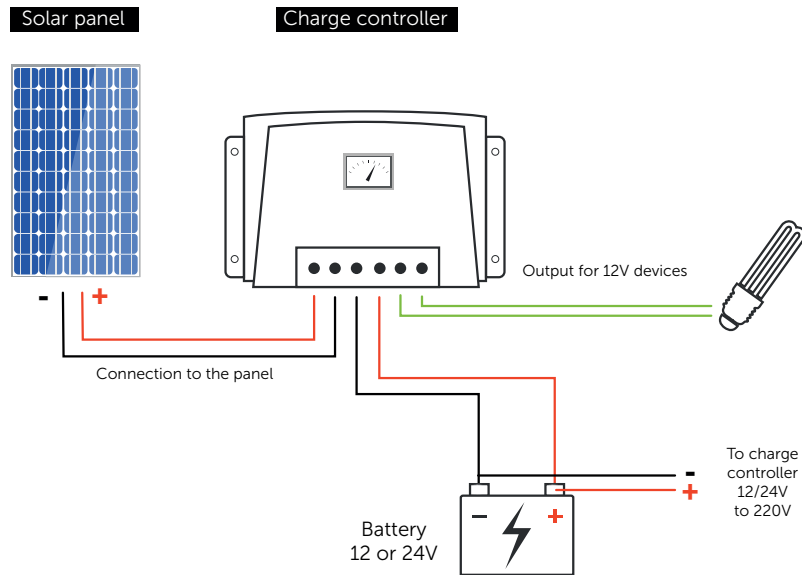 Solar panel
Charge controller
Output for 12V devices
- +
Connection to the panel
-
+
To charge
controller
12/24V
to 220V
- +
Battery
12 or 24V